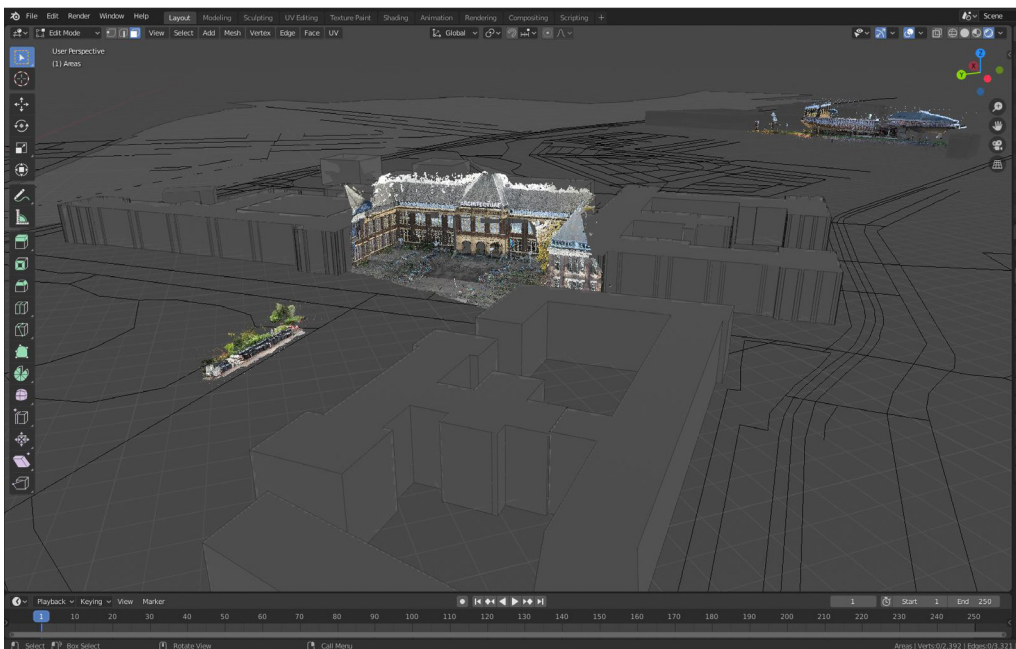 File Edit Render Window Help Layout Modeling Sculpting UV Editing Texture Paint Shading Animation Rendering Compositing Scripting + Scene
Edit Mode View Select Add Mesh Vertex Edge Face UV Global
User Perspective
(1) Areas
Z
X
Y
ARCHITECTURE
Playback Keying View Marker 1 Start 1 End 250
1 10 20 30 40 50 60 70 80 90 100 110 120 130 140 150 160 170 180 190 200 210 220 230 240 250
Select Box Select Rotate View Call Menu Areas | Verts:0/2,392 | Edges:0/3,321